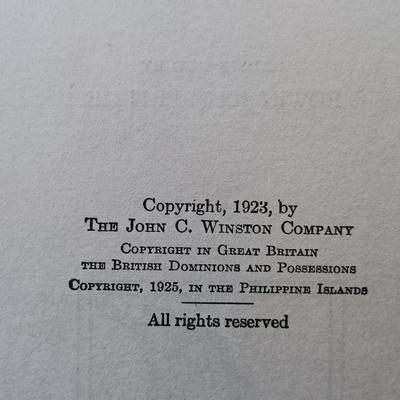 Copyright, 1923, by
The John C. Winston Company
Copyright in Great Britain
the British Dominions and Possessions
Copyright, 1925, in the Philippine Islands
All rights reserved